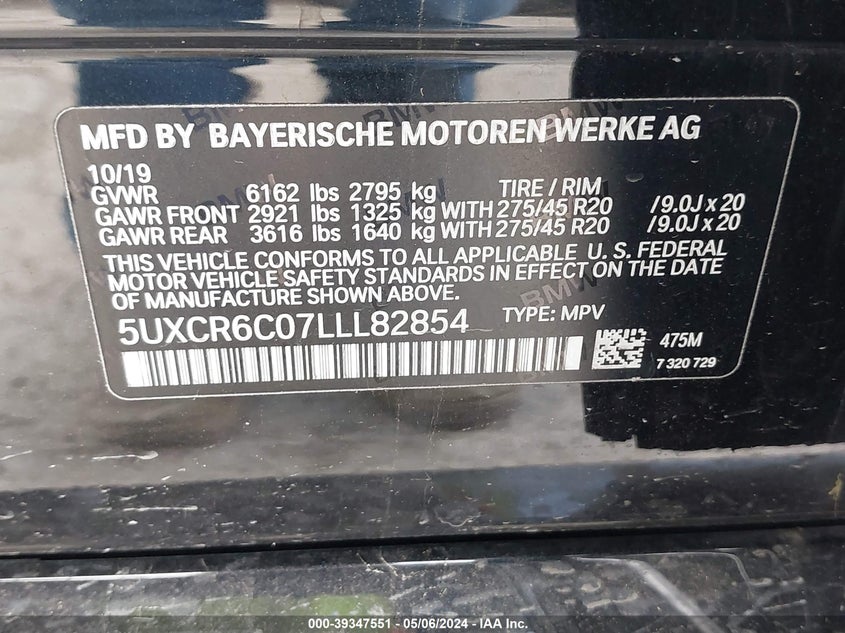 MFD BY BAYERISCHE MOTOREN WERKE AG
10/19
GVWR 6162 lbs 2795 kg TIRE / RIM
GAWR FRONT 2921 lbs 1325 kg WITH 275/45 R20 /9.0J x 20
GAWR REAR 3616 lbs 1640 kg WITH 275/45 R20 /9.0J x 20
THIS VEHICLE CONFORMS TO ALL APPLICABLE U. S. FEDERAL
MOTOR VEHICLE SAFETY STANDARDS IN EFFECT ON THE DATE
OF MANUFACTURE SHOWN ABOVE.
5UXCR6C07LLL82854 TYPE: MPV
475M
7 320 729
000-39347551 - 05/06/2024 - IAA Inc.